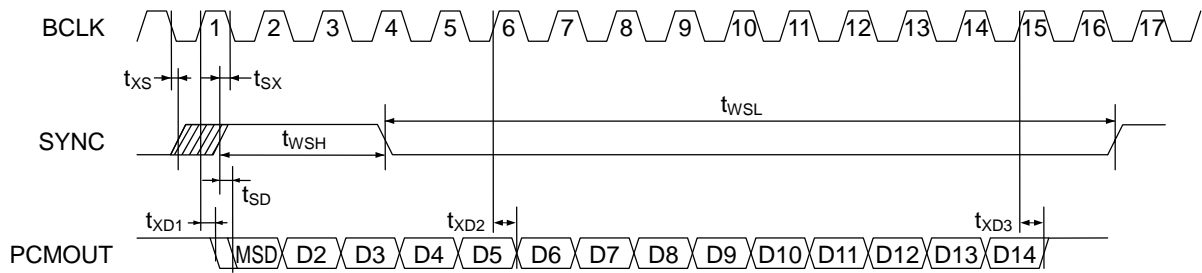 BCLK 1 2 3 4 5 6 7 8 9 10 11 12 13 14 15 16 17
tXS tSX
tWSL
SYNC
tWSH
tSD
tXD1 tXD2 tXD3
PCMOUT MSD D2 D3 D4 D5 D6 D7 D8 D9 D10 D11 D12 D13 D14